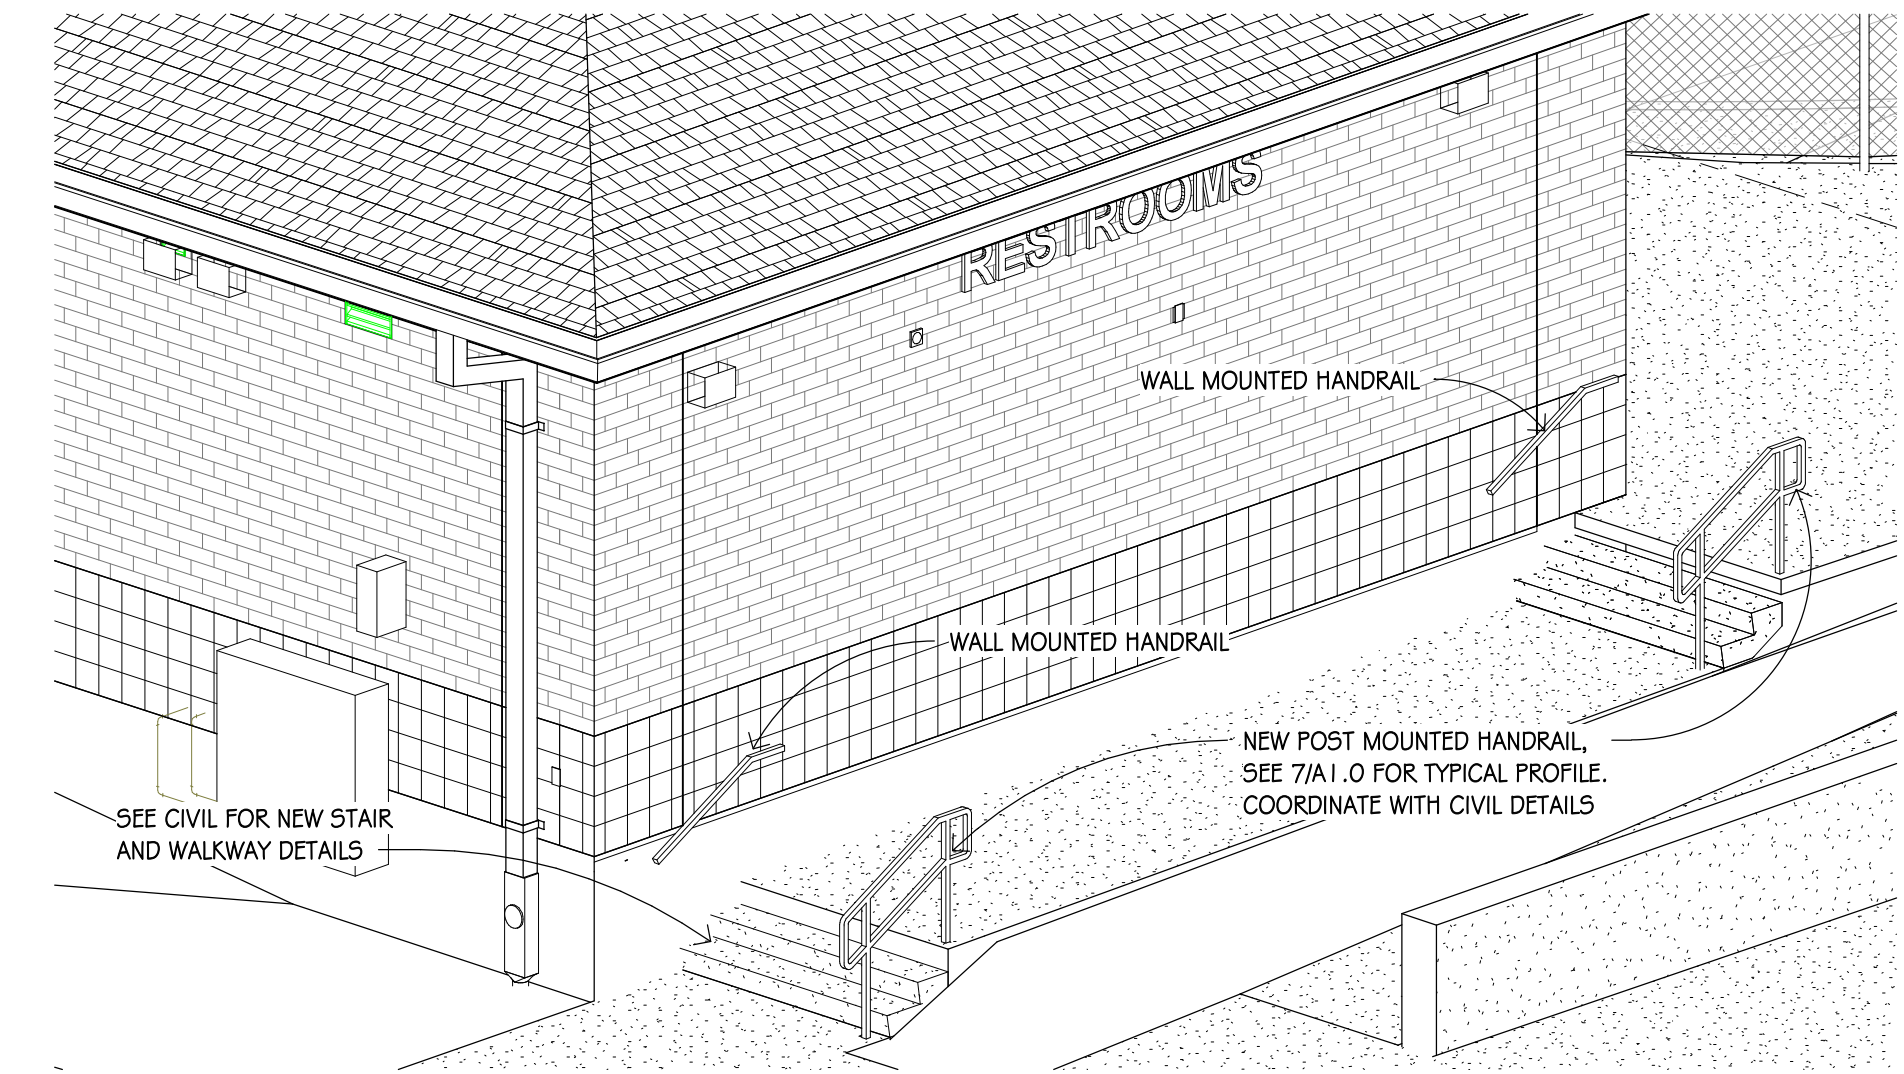 RESTROOMS
WALL MOUNTED HANDRAIL
WALL MOUNTED HANDRAIL
NEW POST MOUNTED HANDRAIL,
SEE 7/A1.0 FOR TYPICAL PROFILE.
COORDINATE WITH CIVIL DETAILS
SEE CIVIL FOR NEW STAIR
AND WALKWAY DETAILS